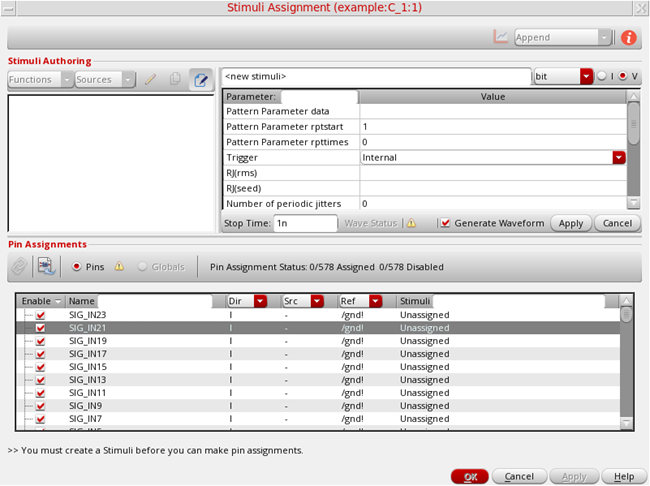 Stimuli Assignment (example:C_1:1)
Append
Stimuli Authoring
Functions Sources <new stimuli> bit I V
Parameter: Value
Pattern Parameter data
Pattern Parameter rptstart 1
Pattern Parameter rpttimes 0
Trigger Internal
RJ(rms)
RJ(seed)
Number of periodic jitters 0
Stop Time: 1n Wave Status Generate Waveform Apply Cancel
Pin Assignments
Pins Globals Pin Assignment Status: 0/578 Assigned 0/578 Disabled
Enable Name Dir Src Ref Stimuli
SIG_IN23 I - /gnd! Unassigned
SIG_IN21 I - /gnd! Unassigned
SIG_IN19 I - /gnd! Unassigned
SIG_IN17 I - /gnd! Unassigned
SIG_IN15 I - /gnd! Unassigned
SIG_IN13 I - /gnd! Unassigned
SIG_IN11 I - /gnd! Unassigned
SIG_IN9 I - /gnd! Unassigned
SIG_IN7 I - /gnd! Unassigned
>> You must create a Stimuli before you can make pin assignments.
OK Cancel Apply Help